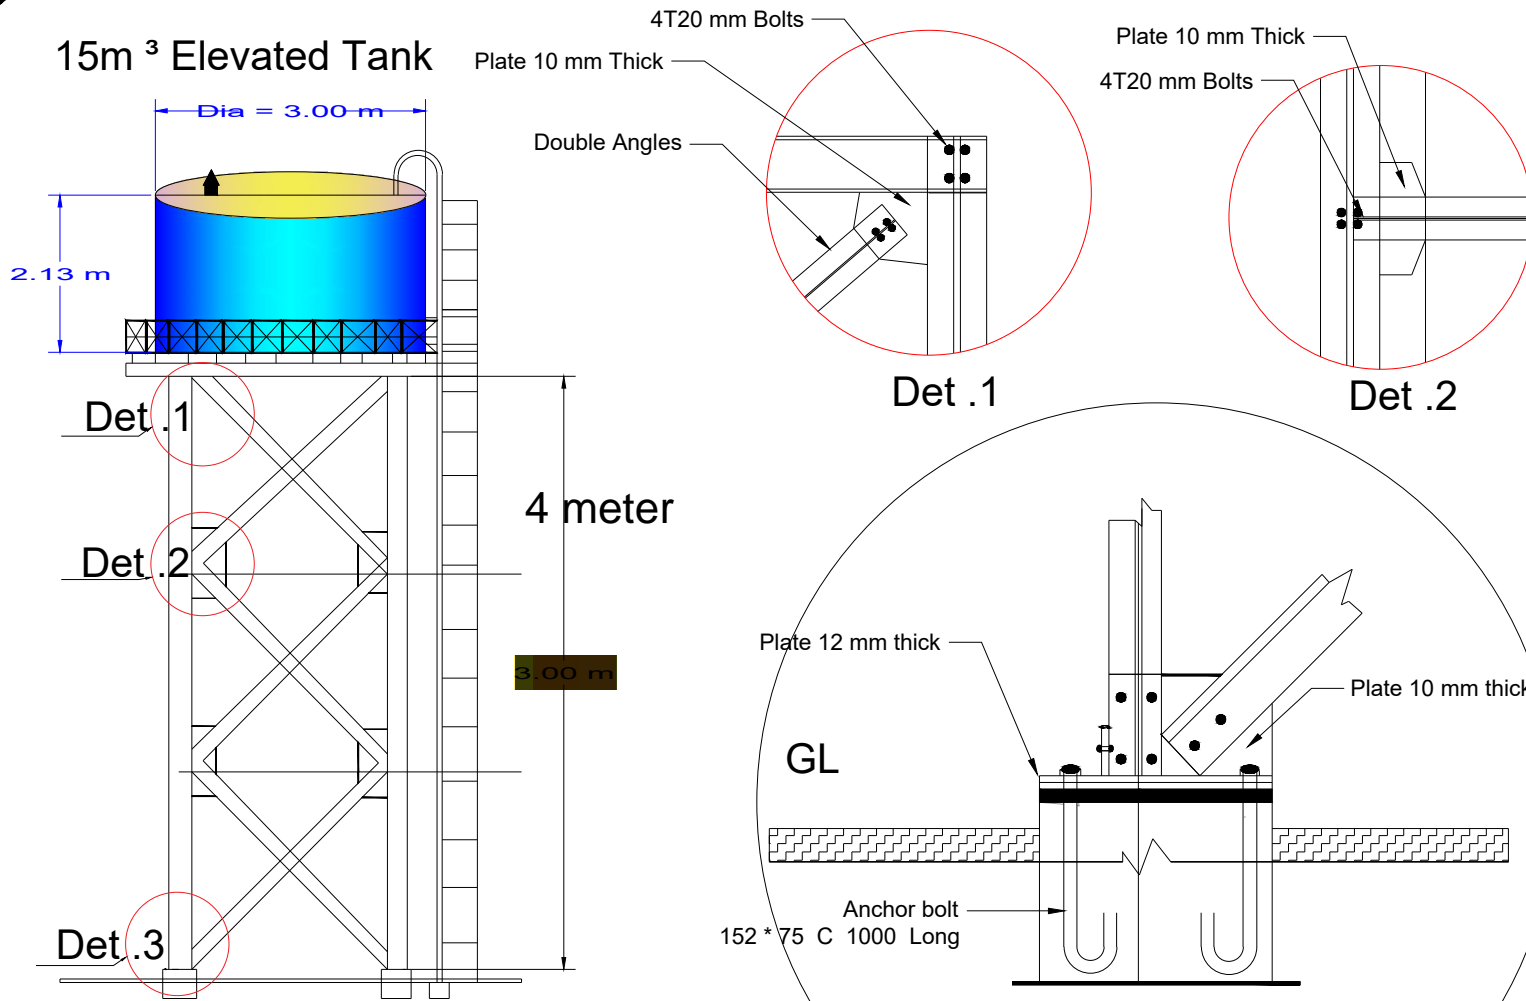 15m ³ Elevated Tank
Dia = 3.00 m
2.13 m
Det .1
Det .2
Det .3
4 meter
3.00 m
4T20 mm Bolts
Plate 10 mm Thick
Double Angles
Det .1
Plate 10 mm Thick
4T20 mm Bolts
Det .2
Plate 12 mm thick
Plate 10 mm thick
GL
Anchor bolt
152 * 75 C 1000 Long